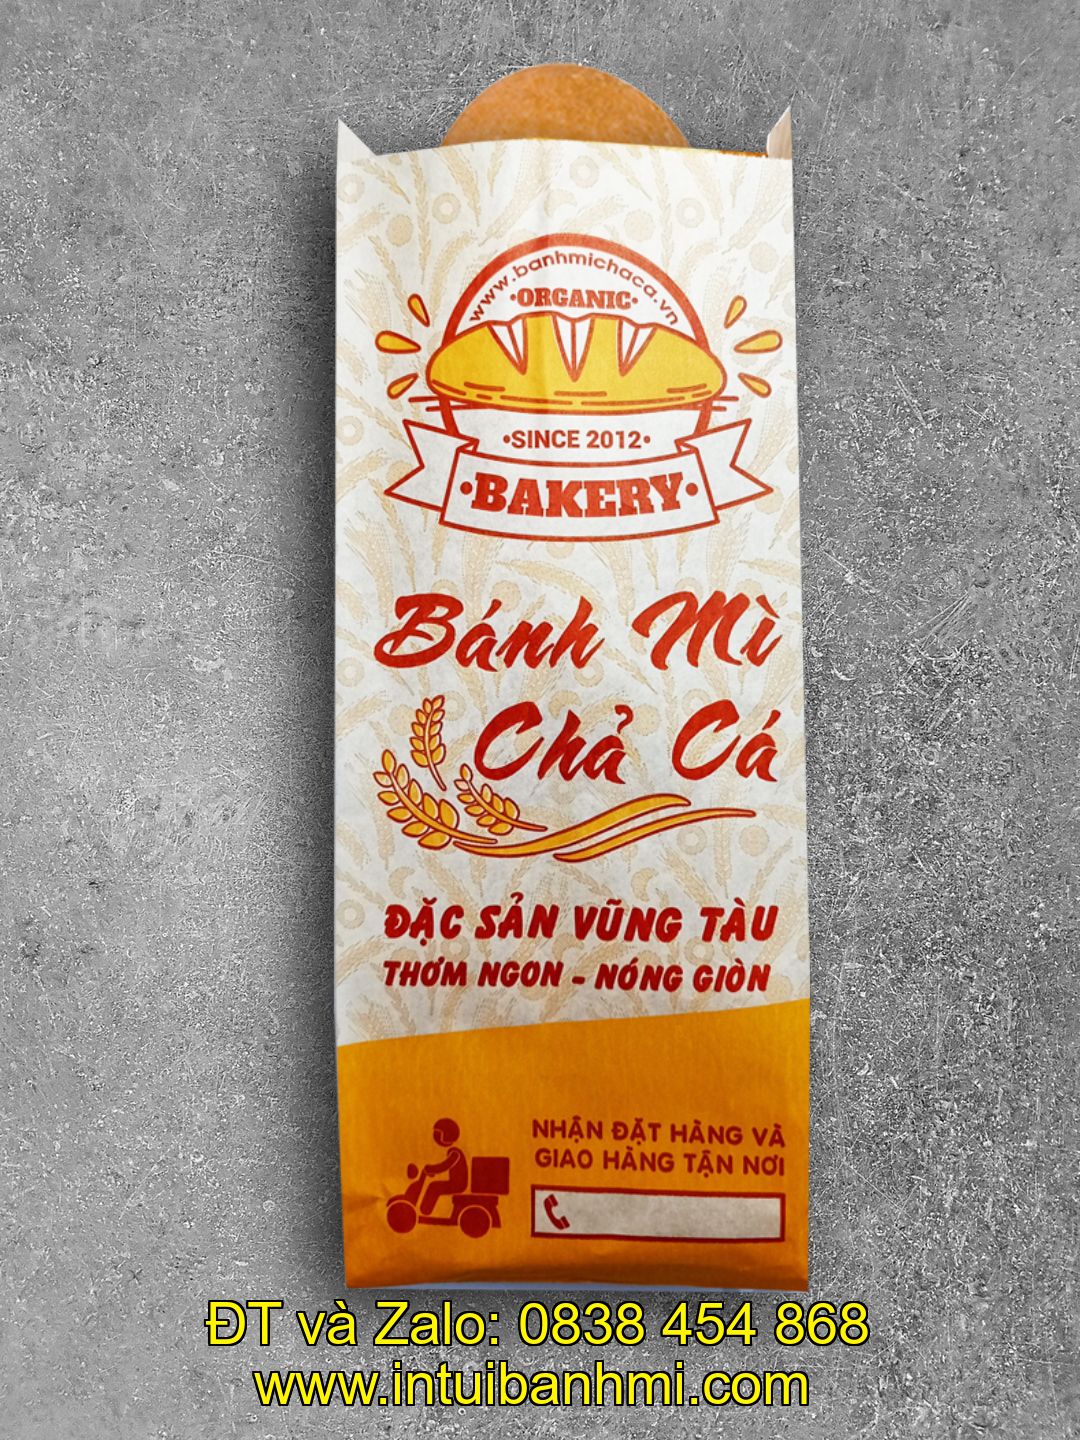 www.banhmichaca.vn
•ORGANIC•
•SINCE 2012•
•BAKERY•
Bánh Mì
Chả Cá
ĐẶC SẢN VŨNG TÀU
THƠM NGON - NÓNG GIÒN
NHẬN ĐẶT HÀNG VÀ
GIAO HÀNG TẬN NƠI
ĐT và Zalo: 0838 454 868
www.intuibanhmi.com